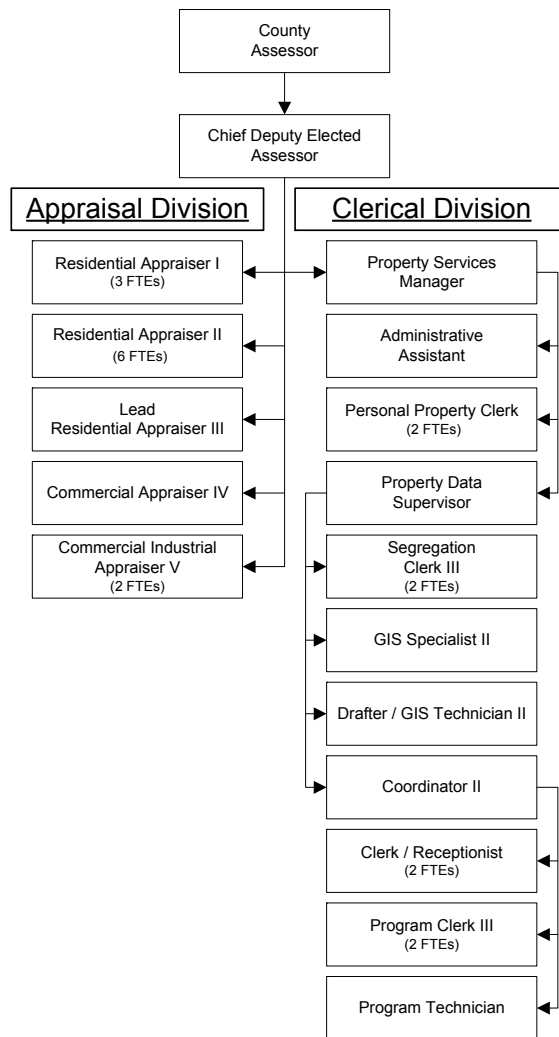 County
Assessor
Chief Deputy Elected
Assessor
Appraisal Division
Residential Appraiser I
(3 FTEs)
Residential Appraiser II
(6 FTEs)
Lead
Residential Appraiser III
Commercial Appraiser IV
Commercial Industrial
Appraiser V
(2 FTEs)
Clerical Division
Property Services
Manager
Administrative
Assistant
Personal Property Clerk
(2 FTEs)
Property Data
Supervisor
Segregation
Clerk III
(2 FTEs)
GIS Specialist II
Drafter / GIS Technician II
Coordinator II
Clerk / Receptionist
(2 FTEs)
Program Clerk III
(2 FTEs)
Program Technician